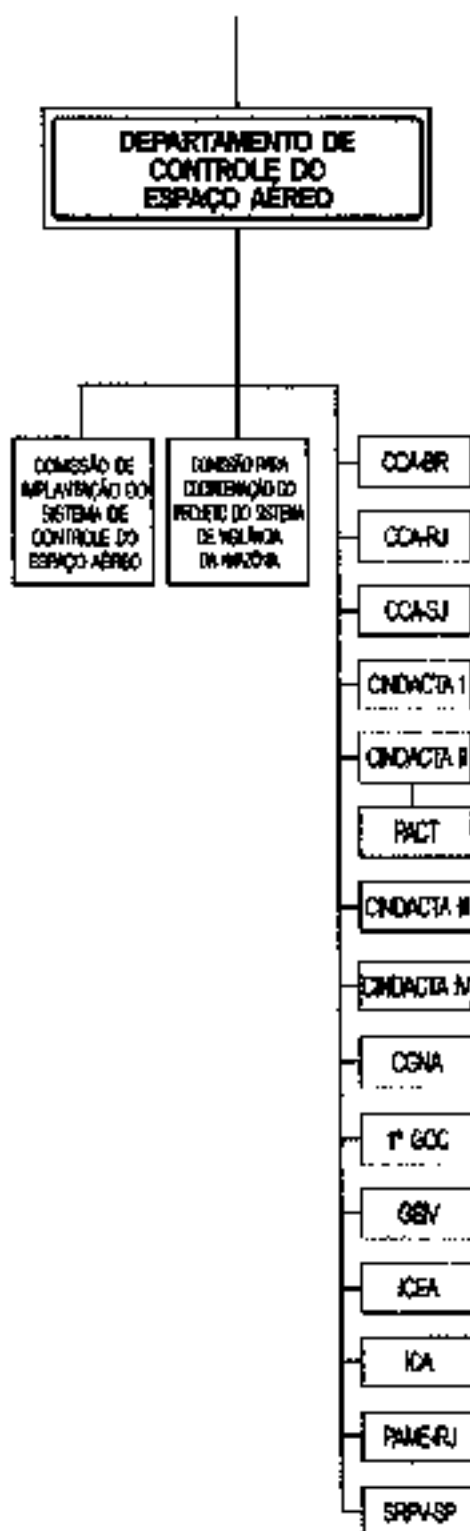 DEPARTAMENTO DE
CONTROLE DO
ESPAÇO AÉREO
COMISSÃO DE
IMPLANTAÇÃO DO
SISTEMA DE
CONTROLE DO
ESPAÇO AÉREO
COMISSÃO PARA
COORDENAÇÃO DO
PROJETO DO SISTEMA
DE VIGILÂNCIA
DA AMAZÔNIA
CCA-BR
CCA-RJ
CCA-SJ
CINDACTA I
CINDACTA II
PACT
CINDACTA III
CINDACTA IV
CGNA
1º GCC
GEIV
ICEA
ICA
PAME-RJ
SRPV-SP